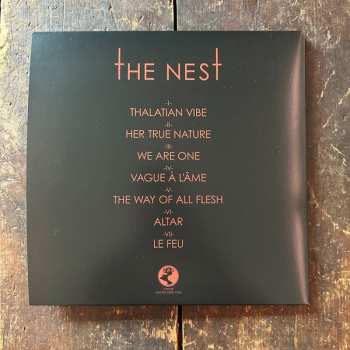 THE NEST
-I-
THALATIAN VIBE
-II-
HER TRUE NATURE
-III-
WE ARE ONE
-IV-
VAGUE À L'ÂME
-V-
THE WAY OF ALL FLESH
-VI-
ALTAR
-VII-
LE FEU